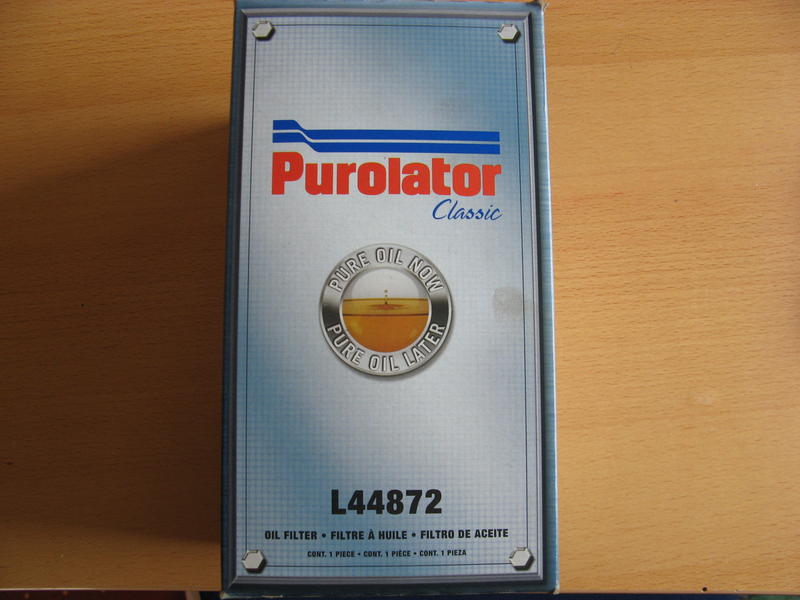 Purolator
Classic
PURE OIL NOW
PURE OIL LATER
L44872
OIL FILTER • FILTRE À HUILE • FILTRO DE ACEITE
CONT. 1 PIECE • CONT. 1 PIÈCE • CONT. 1 PIEZA